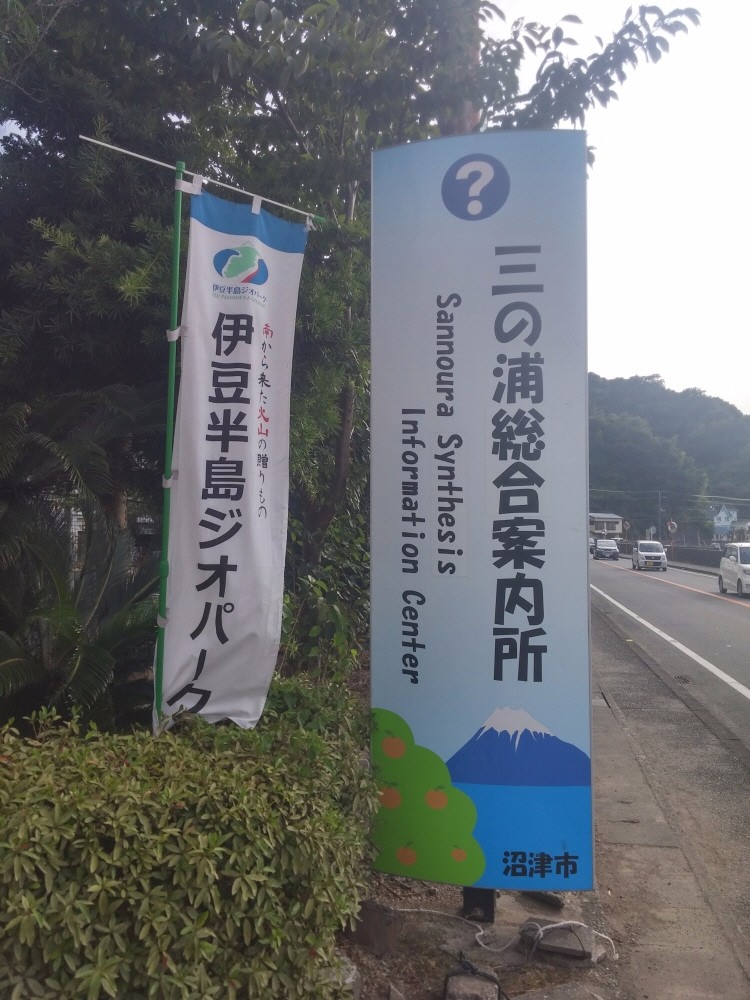 伊豆半島ジオパーク
南から来た火山の贈りもの
伊豆半島ジオパーク
?
三の浦総合案内所
Sannoura Synthesis
Information Center
沼津市